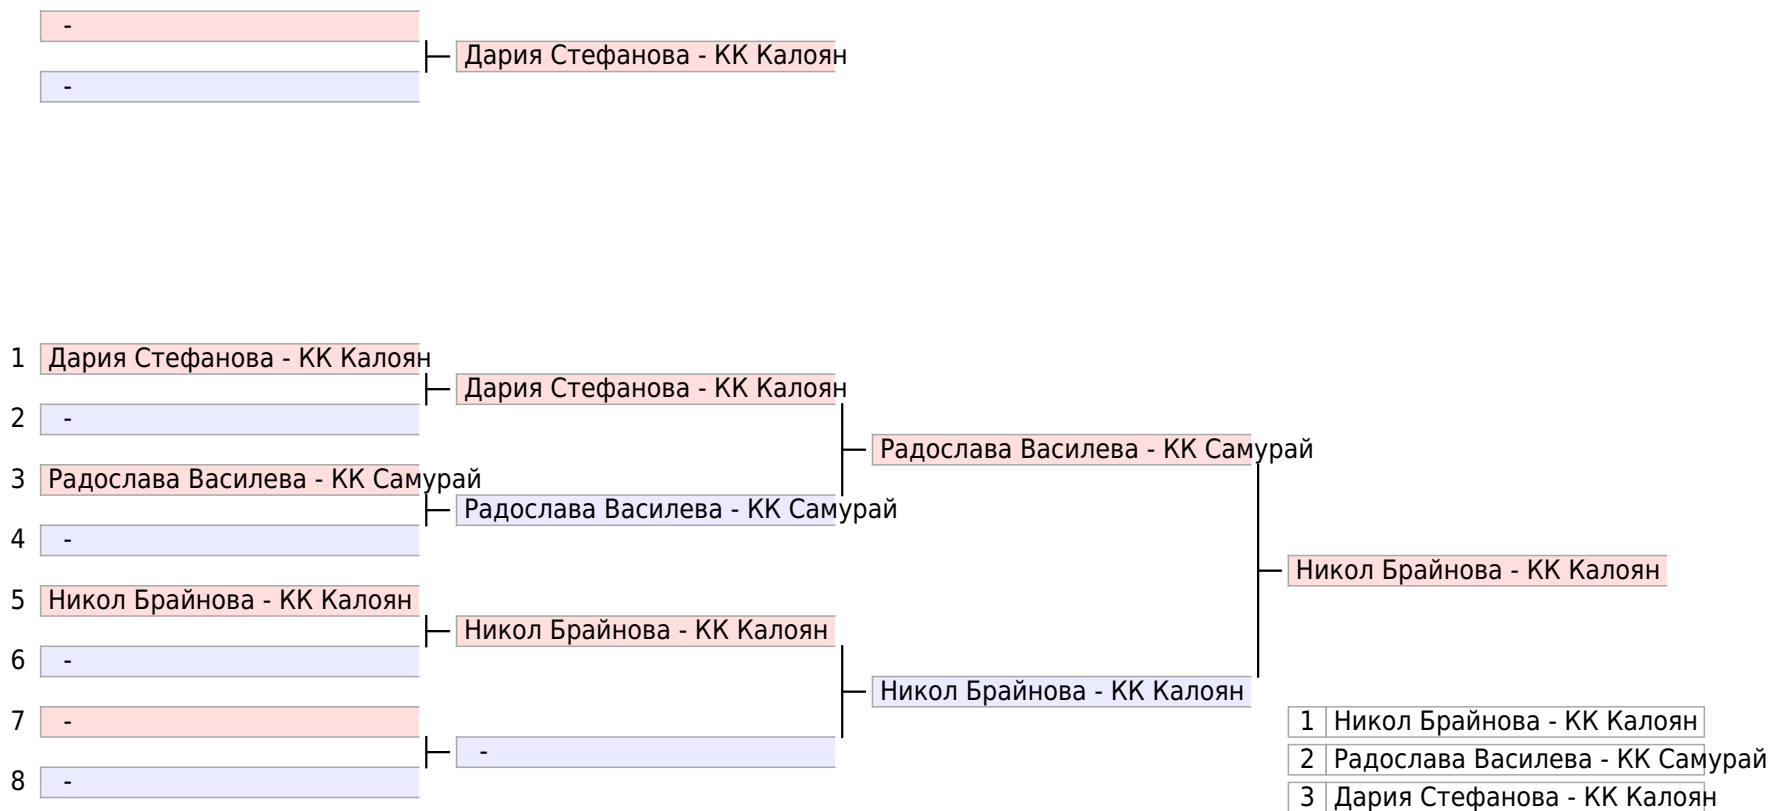 -
Дария Стефанова - КК Калоян
-
1 Дария Стефанова - КК Калоян
Дария Стефанова - КК Калоян
2 -
Радослава Василева - КК Самурай
3 Радослава Василева - КК Самурай
Радослава Василева - КК Самурай
4 -
Никол Брайнова - КК Калоян
5 Никол Брайнова - КК Калоян
Никол Брайнова - КК Калоян
6 -
Никол Брайнова - КК Калоян
7 -
-
8 -
1 Никол Брайнова - КК Калоян
2 Радослава Василева - КК Самурай
3 Дария Стефанова - КК Калоян